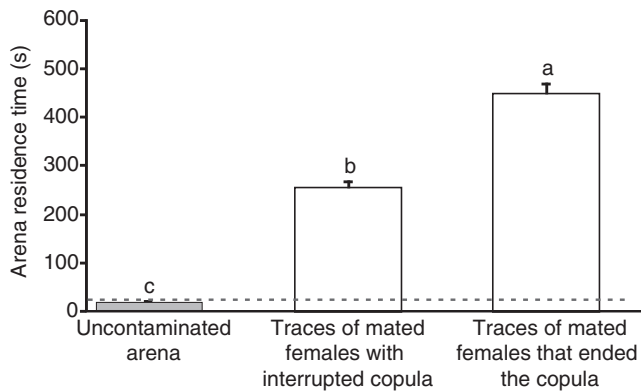 600
500
400
300
200
100
0
Arena residence time (s)
c
b
a
Uncontaminated
arena
Traces of mated
females with
interrupted copula
Traces of mated
females that ended
the copula